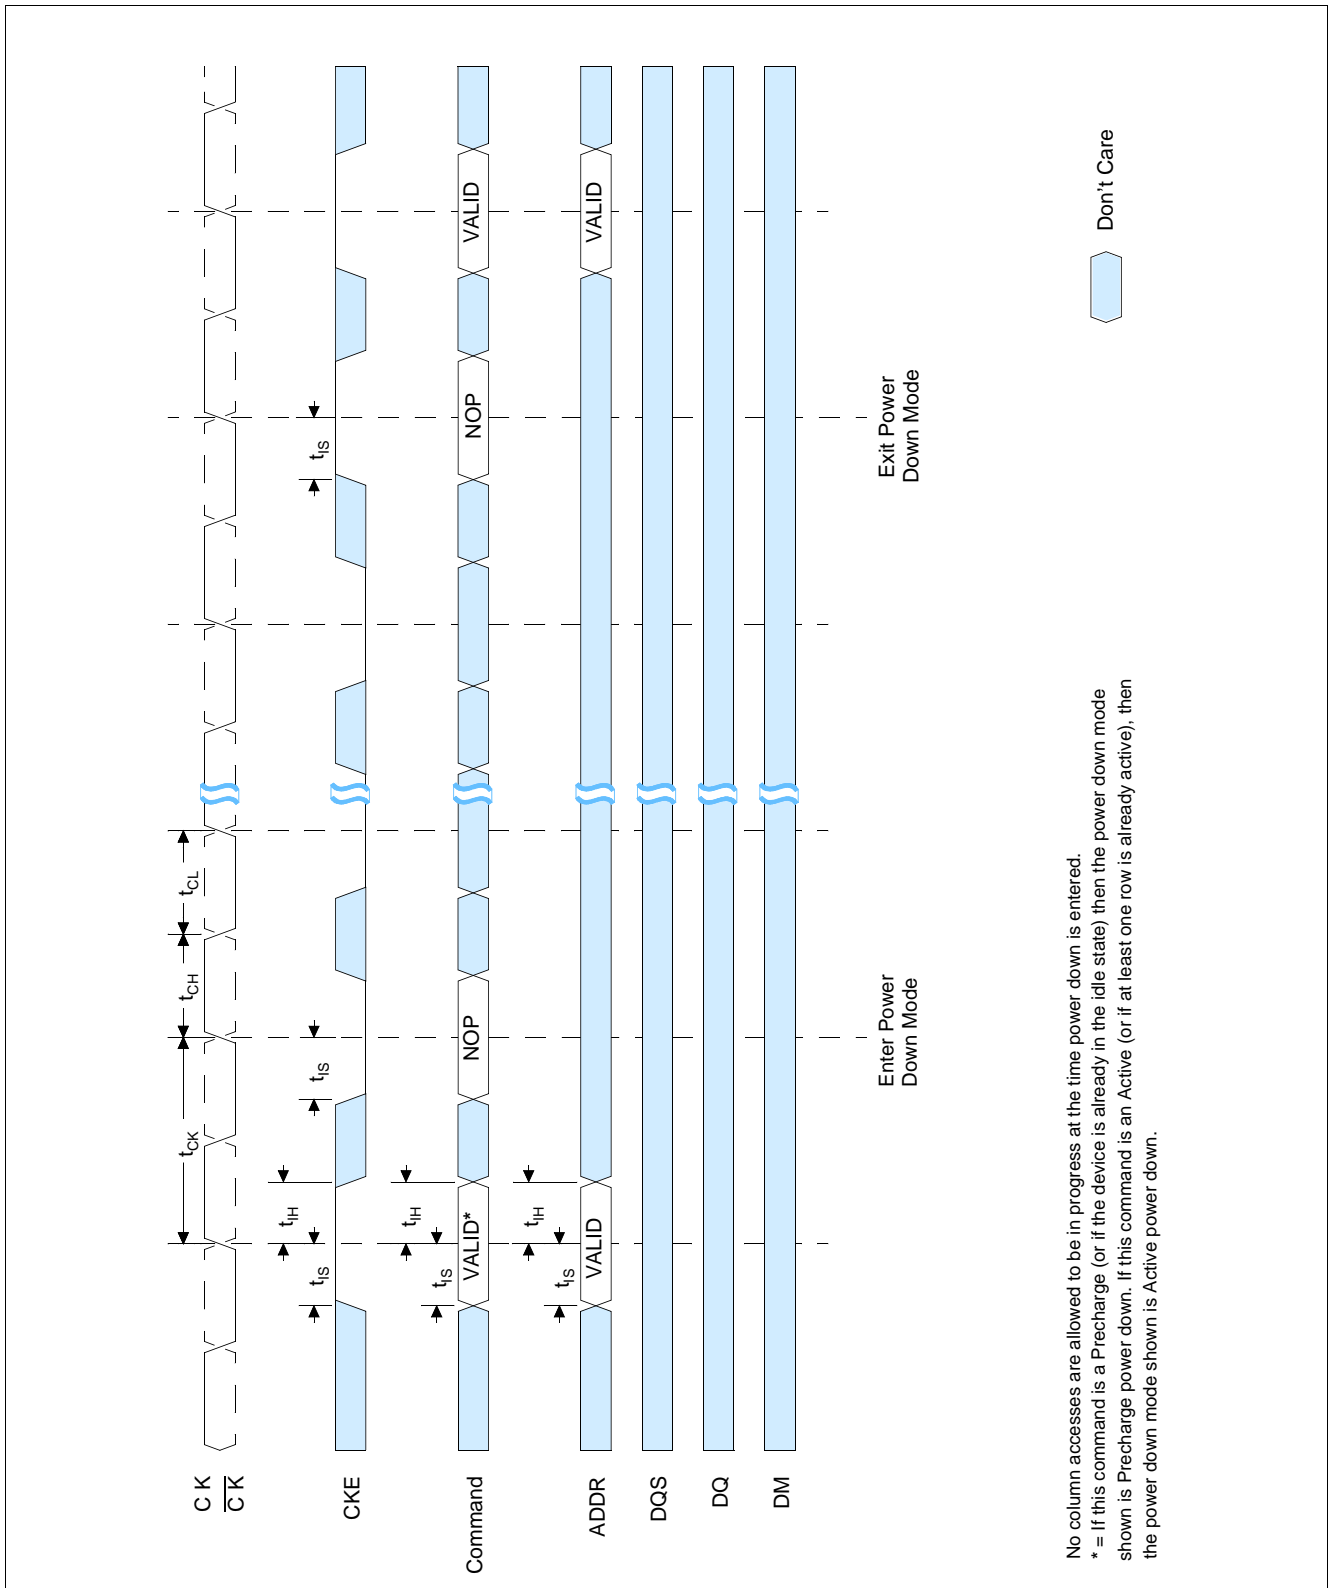 C K
CK
tCK
tCH
tCL
CKE
tIS
tIH
tIS
tIS
Command
tIS
tIH
VALID*
NOP
NOP
VALID
ADDR
tIS
tIH
VALID
VALID
DQS
DQ
DM
Enter Power
Down Mode
Exit Power
Down Mode
No column accesses are allowed to be in progress at the time power down is entered.
* = If this command is a Precharge (or if the device is already in the idle state) then the power down mode
shown is Precharge power down. If this command is an Active (or if at least one row is already active), then
the power down mode shown is Active power down.
Don't Care